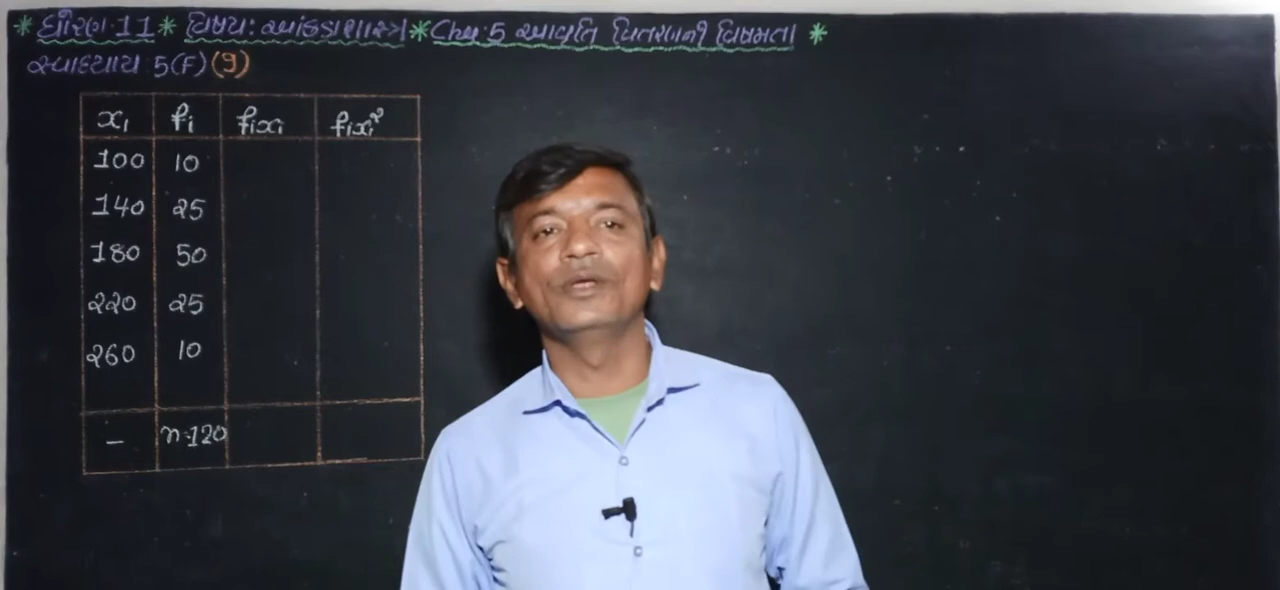 * ધોરણ:11 * વિષય: આંકડાશાસ્ત્ર * Chep:5 આવૃતિ વિતરણની વિષમતા *
સ્વાધ્યાય 5(F) (9)
xi fi fixi fixi²
100 10
140 25
180 50
220 25
260 10
– n=120